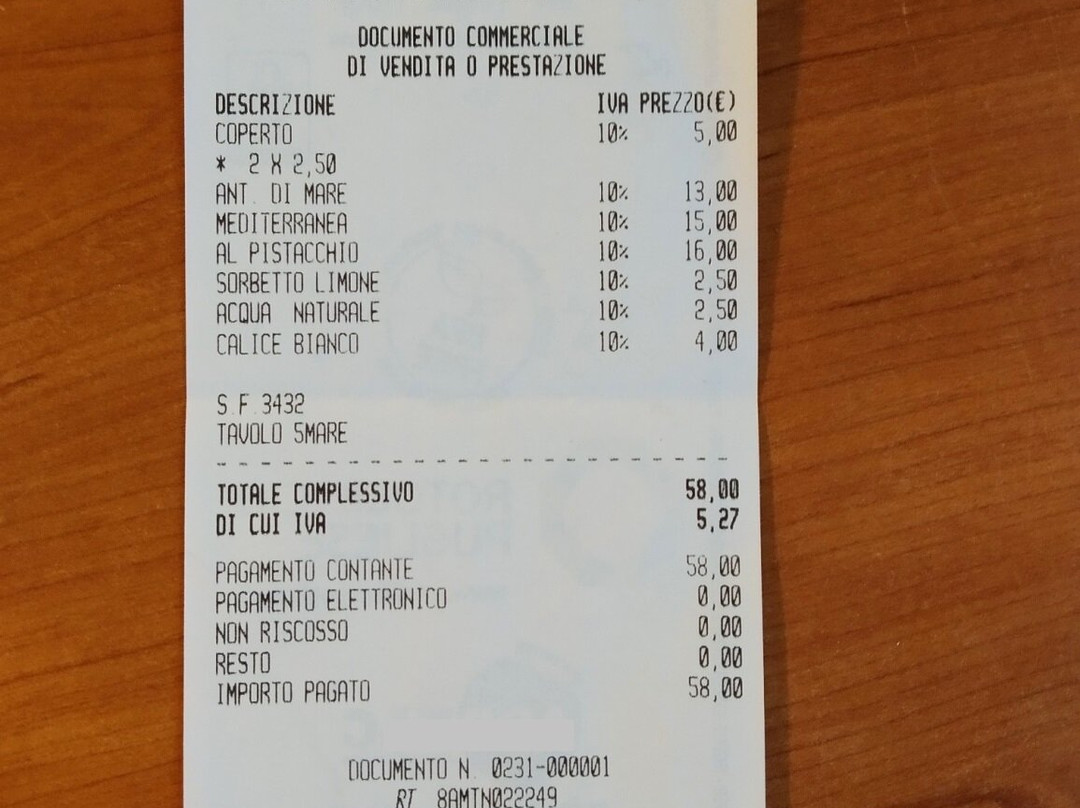 DOCUMENTO COMMERCIALE
DI VENDITA O PRESTAZIONE
DESCRIZIONE IVA PREZZO(€)
COPERTO 10% 5,00
* 2 X 2,50
ANT. DI MARE 10% 13,00
MEDITERRANEA 10% 15,00
AL PISTACCHIO 10% 16,00
SORBETTO LIMONE 10% 2,50
ACQUA NATURALE 10% 2,50
CALICE BIANCO 10% 4,00
S.F.3432
TAVOLO 5MARE
TOTALE COMPLESSIVO 58,00
DI CUI IVA 5,27
PAGAMENTO CONTANTE 58,00
PAGAMENTO ELETTRONICO 0,00
NON RISCOSSO 0,00
RESTO 0,00
IMPORTO PAGATO 58,00
DOCUMENTO N. 0231-000001
RT 8AMTN022249